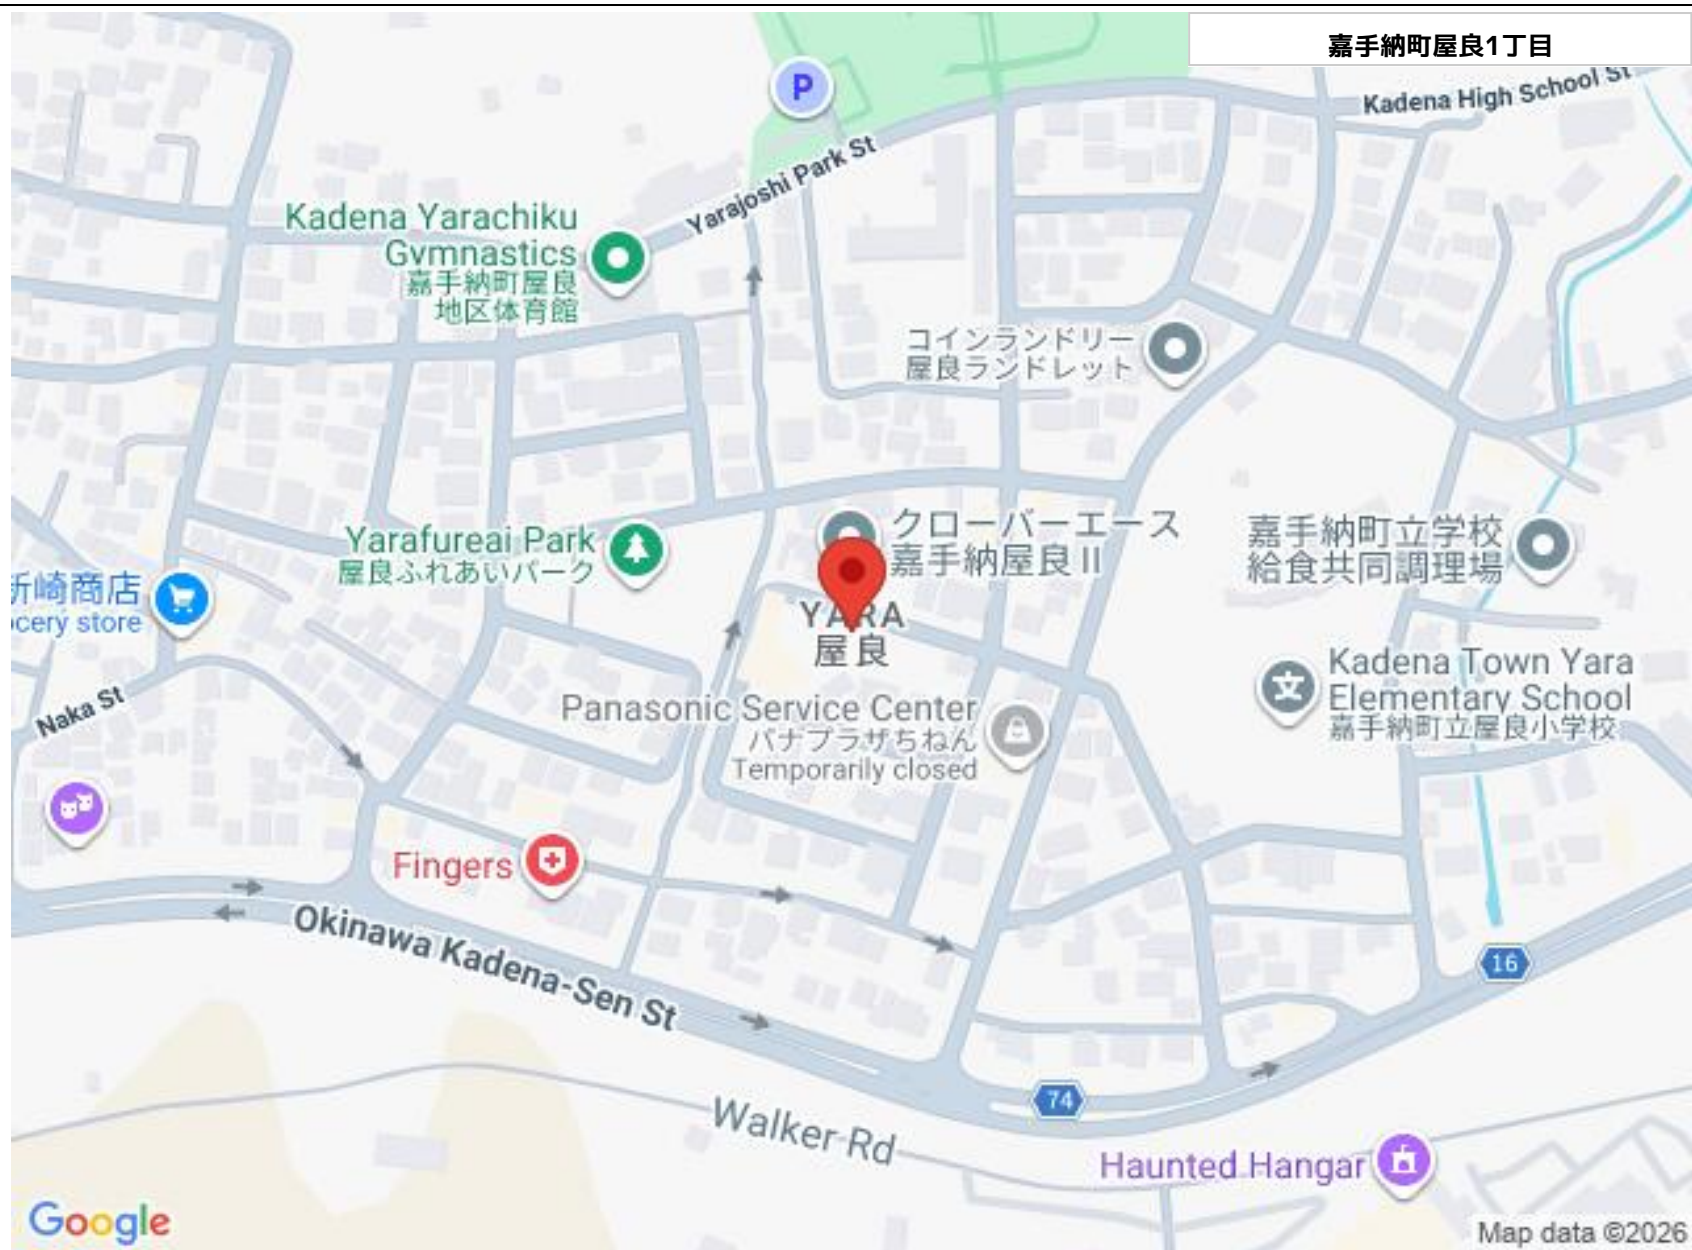 嘉手納町屋良1丁目
Kadena High School St
P
Yarajoshi Park St
Kadena Yarachiku
Gymnastics
嘉手納町屋良
地区体育館
コインランドリー
屋良ランドレット
クローバーエース
嘉手納屋良II
Yarafureai Park
屋良ふれあいパーク
嘉手納町立学校
給食共同調理場
新崎商店
cery store
YARA
屋良
Kadena Town Yara
Elementary School
嘉手納町立屋良小学校
文
Naka St
Panasonic Service Center
パナプラザちねん
Temporarily closed
Fingers
Okinawa Kadena-Sen St
16
74
Walker Rd
Haunted Hangar
Google
Map data ©2026